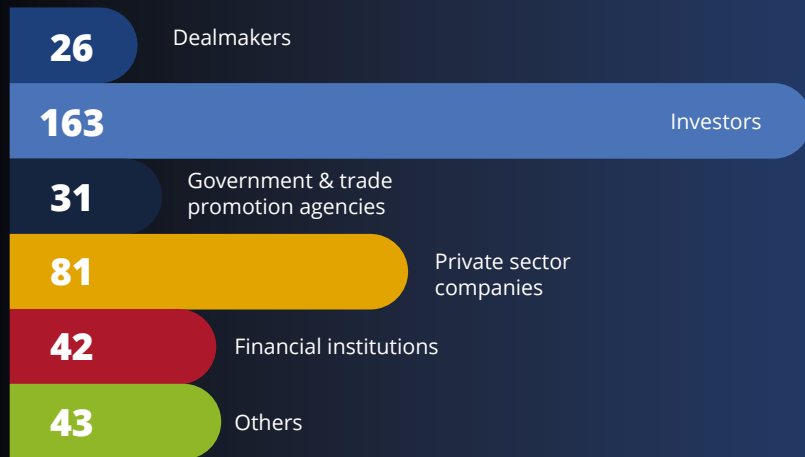 26
Dealmakers
163
Investors
31
Government & trade
promotion agencies
81
Private sector
companies
42
Financial institutions
43
Others